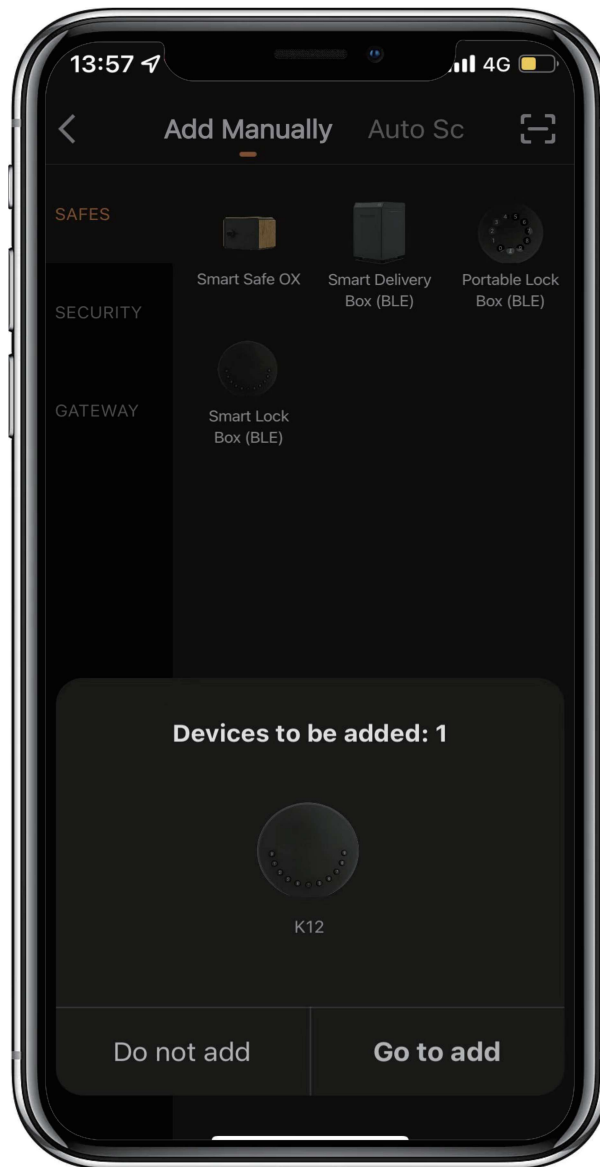 13:57
4G
Add Manually
Auto Sc
SAFES
SECURITY
GATEWAY
Smart Safe OX
Smart Delivery
Box (BLE)
Portable Lock
Box (BLE)
Smart Lock
Box (BLE)
Devices to be added: 1
K12
Do not add
Go to add